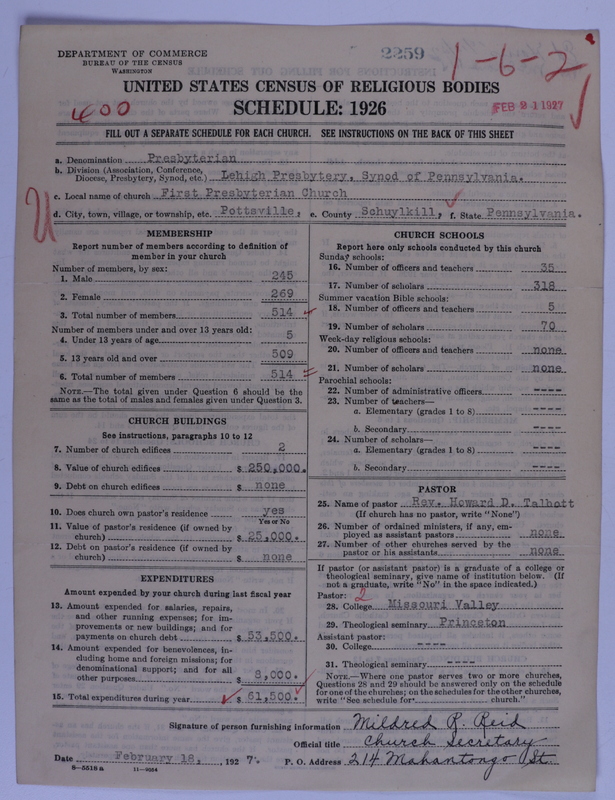 DEPARTMENT OF COMMERCE
BUREAU OF THE CENSUS
WASHINGTON
2259
1-6-2
UNITED STATES CENSUS OF RELIGIOUS BODIES
SCHEDULE: 1926
400
FEB 21 1927
FILL OUT A SEPARATE SCHEDULE FOR EACH CHURCH. SEE INSTRUCTIONS ON THE BACK OF THIS SHEET
a. Denomination Presbyterian
b. Division (Association, Conference, Diocese, Presbytery, Synod, etc.) Lehigh Presbytery, Synod of Pennsylvania.
c. Local name of church First Presbyterian Church
d. City, town, village, or township, etc. Pottsville, e. County Schuylkill, f. State Pennsylvania.
MEMBERSHIP
Report number of members according to definition of
member in your church
Number of members, by sex:
1. Male 245
2. Female 269
3. Total number of members 514
Number of members under and over 13 years old:
4. Under 13 years of age 5
5. 13 years old and over 509
6. Total number of members 514
NOTE.—The total given under Question 6 should be the
same as the total of males and females given under Question 3.
CHURCH BUILDINGS
See instructions, paragraphs 10 to 12
7. Number of church edifices 2
8. Value of church edifices $ 250,000.
9. Debt on church edifices $ none
10. Does church own pastor's residence yes
Yes or No
11. Value of pastor's residence (if owned by
church) $ 25,000.
12. Debt on pastor's residence (if owned by
church) $ none
EXPENDITURES
Amount expended by your church during last fiscal year
13. Amount expended for salaries, repairs,
and other running expenses; for im-
provements or new buildings; and for
payments on church debt $ 53,500.
14. Amount expended for benevolences, in-
cluding home and foreign missions; for
denominational support; and for all
other purposes $ 8,000.
15. Total expenditures during year $ 61,500.
CHURCH SCHOOLS
Report here only schools conducted by this church
Sunday schools:
16. Number of officers and teachers 35
17. Number of scholars 318
Summer vacation Bible schools:
18. Number of officers and teachers 5
19. Number of scholars 70
Week-day religious schools:
20. Number of officers and teachers none
21. Number of scholars none
Parochial schools:
22. Number of administrative officers ----
23. Number of teachers—
a. Elementary (grades 1 to 8) ----
b. Secondary ----
24. Number of scholars—
a. Elementary (grades 1 to 8) ----
b. Secondary ----
PASTOR
25. Name of pastor Rev. Howard D. Talbott
(If church has no pastor, write "None")
26. Number of ordained ministers, if any, em-
ployed as assistant pastors none
27. Number of other churches served by the
pastor or his assistants none
If pastor (or assistant pastor) is a graduate of a college or
theological seminary, give name of institution below. (If
not a graduate, write "No" in the space indicated.)
Pastor: 2
28. College Missouri Valley
29. Theological seminary Princeton
Assistant pastor:
30. College ----
31. Theological seminary ----
NOTE.—Where one pastor serves two or more churches,
Questions 28 and 29 should be answered only on the schedule
for one of the churches; on the schedules for the other churches,
write "See schedule for church."
Signature of person furnishing information Mildred R. Reid
Official title Church Secretary
Date February 18, 1927. P. O. Address 214 Mahantongo St.
8-5518 a 11-9054